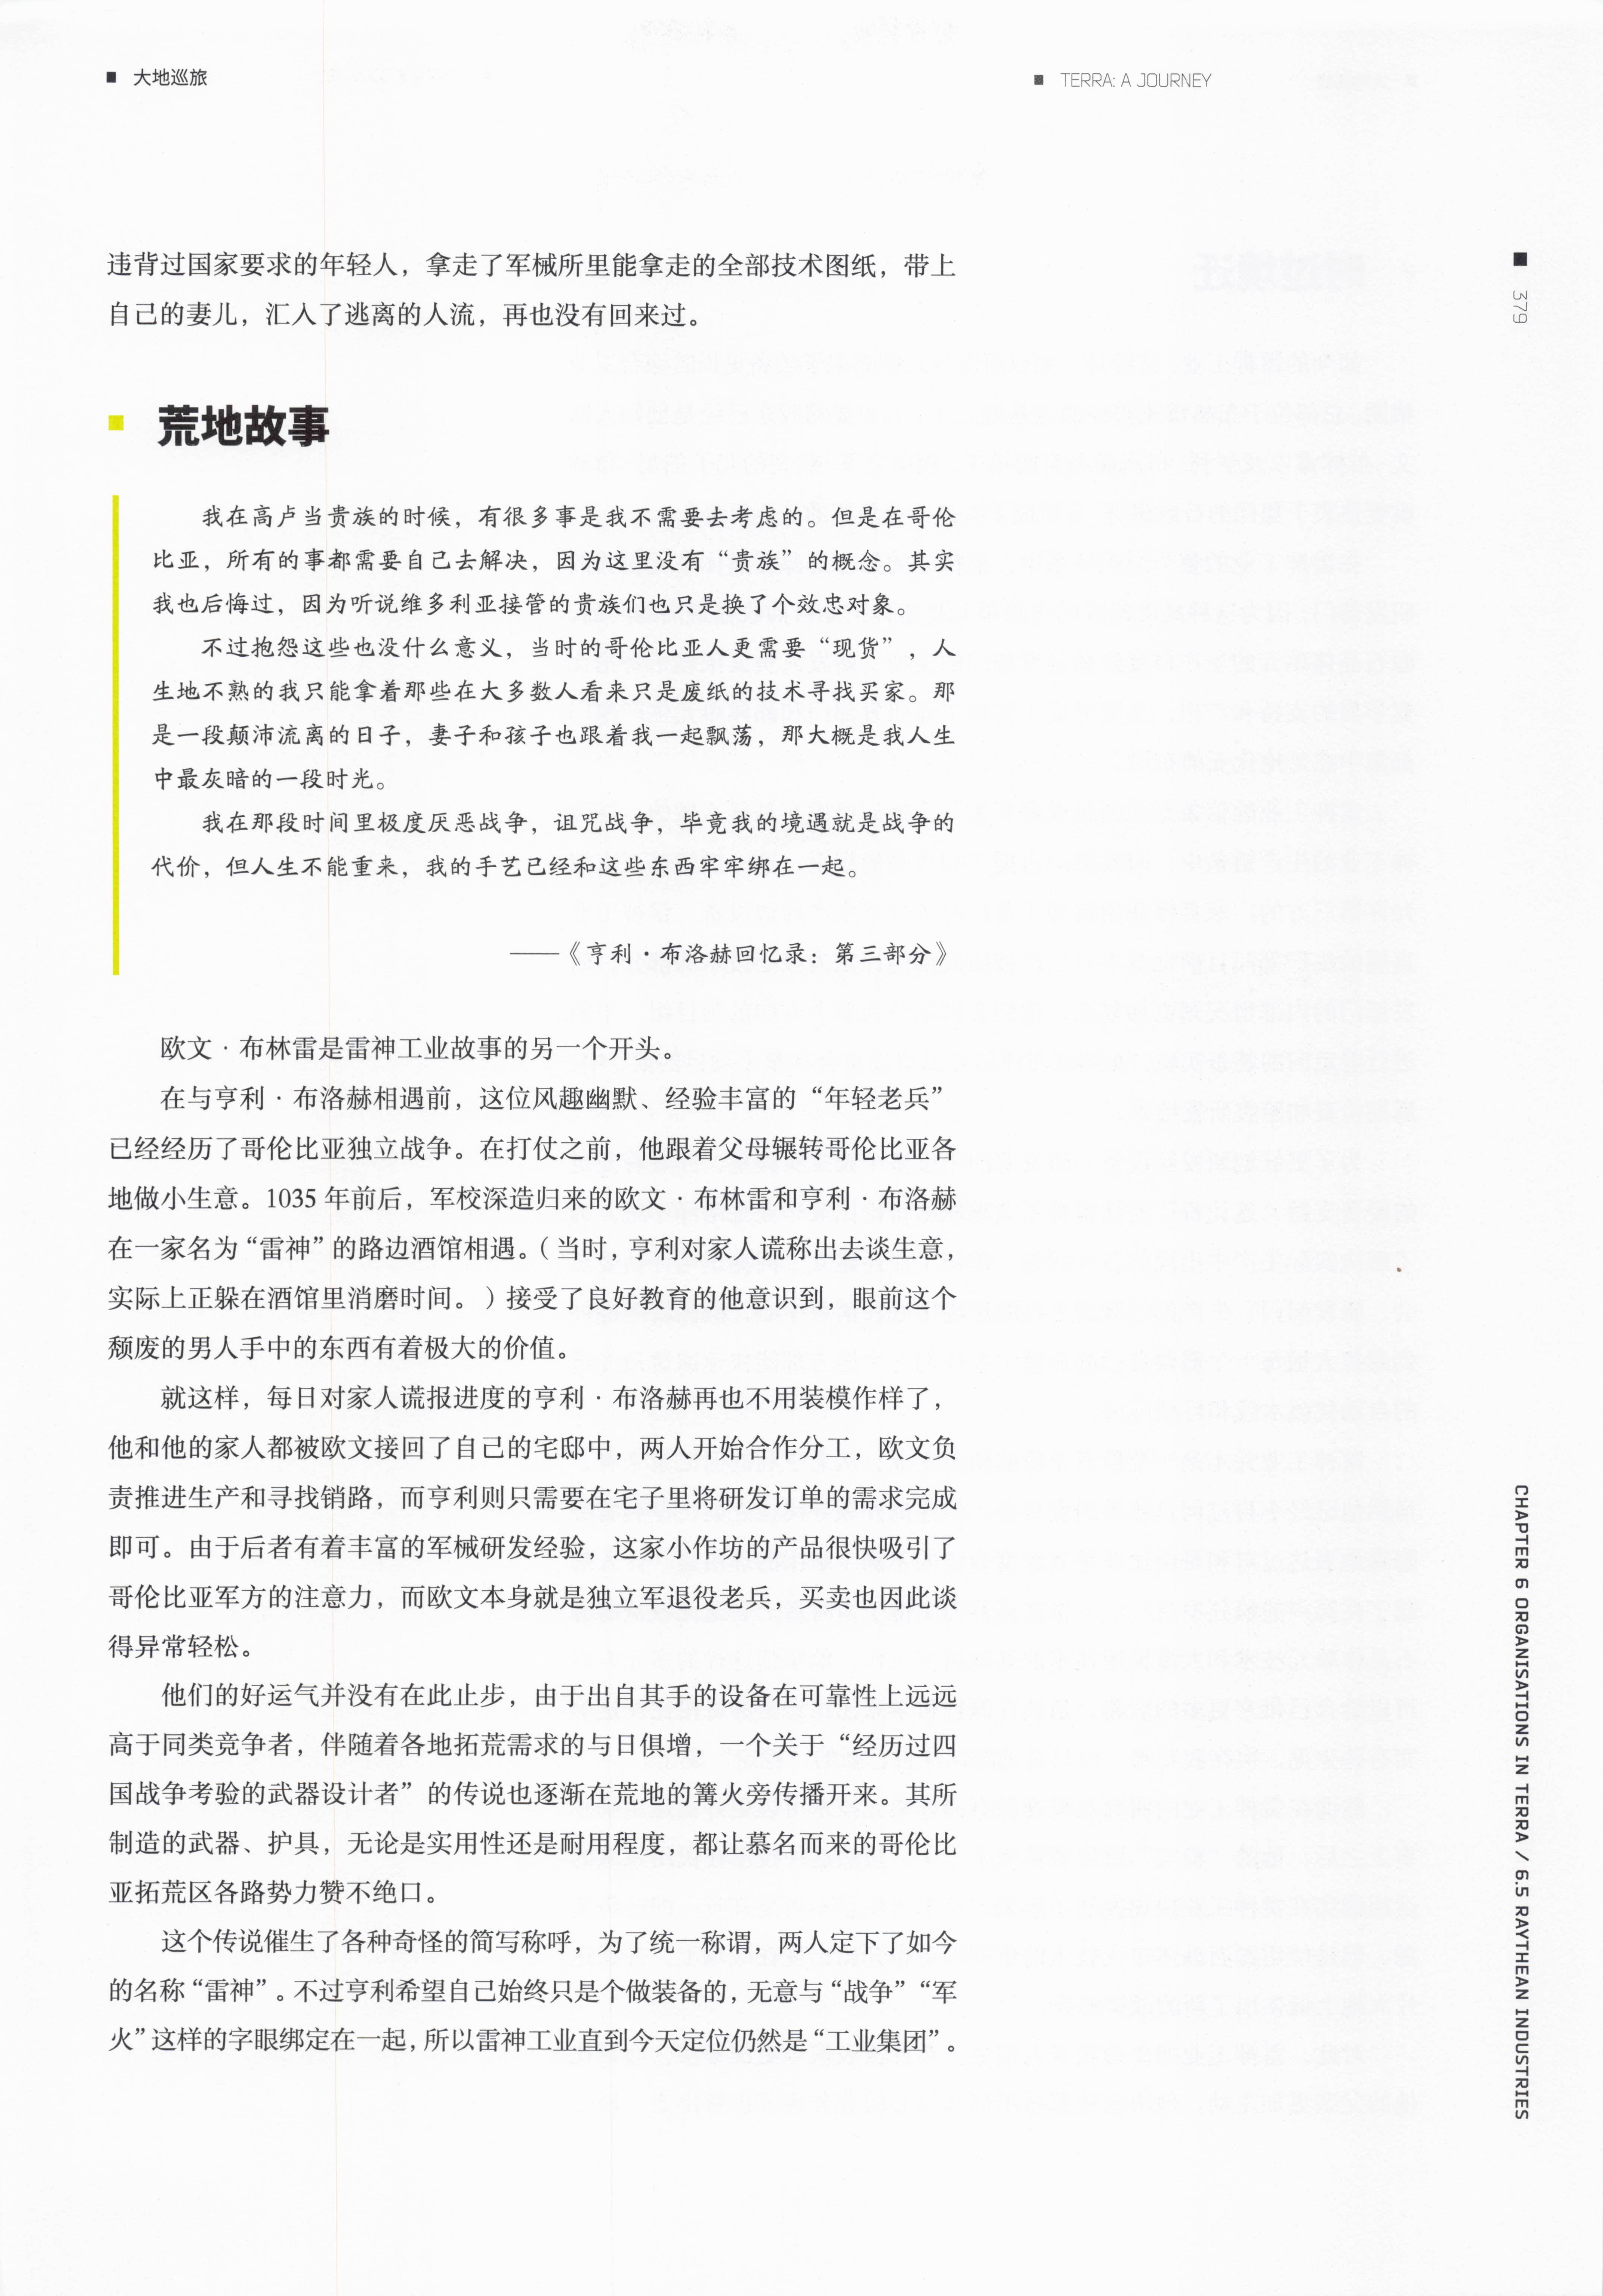 ■ 大地巡旅
■ TERRA: A JOURNEY
■ 379
违背过国家要求的年轻人，拿走了军械所里能拿走的全部技术图纸，带上
自己的妻儿，汇入了逃离的人流，再也没有回来过。
荒地故事
我在高卢当贵族的时候，有很多事是我不需要去考虑的。但是在哥伦
比亚，所有的事都需要自己去解决，因为这里没有“贵族”的概念。其实
我也后悔过，因为听说维多利亚接管的贵族们也只是换了个效忠对象。
不过抱怨这些也没什么意义，当时的哥伦比亚人更需要“现货”，人
生地不熟的我只能拿着那些在大多数人看来只是废纸的技术寻找买家。那
是一段颠沛流离的日子，妻子和孩子也跟着我一起飘荡，那大概是我人生
中最灰暗的一段时光。
我在那段时间里极度厌恶战争，诅咒战争，毕竟我的境遇就是战争的
代价，但人生不能重来，我的手艺已经和这些东西牢牢绑在一起。
——《亨利·布洛赫回忆录：第三部分》
欧文·布林雷是雷神工业故事的另一个开头。
在与亨利·布洛赫相遇前，这位风趣幽默、经验丰富的“年轻老兵”
已经经历了哥伦比亚独立战争。在打仗之前，他跟着父母辗转哥伦比亚各
地做小生意。1035 年前后，军校深造归来的欧文·布林雷和亨利·布洛赫
在一家名为“雷神”的路边酒馆相遇。（当时，亨利对家人谎称出去谈生意，
实际上正躲在酒馆里消磨时间。）接受了良好教育的他意识到，眼前这个
颓废的男人手中的东西有着极大的价值。
就这样，每日对家人谎报进度的亨利·布洛赫再也不用装模作样了，
他和他的家人都被欧文接回了自己的宅邸中，两人开始合作分工，欧文负
责推进生产和寻找销路，而亨利则只需要在宅子里将研发订单的需求完成
即可。由于后者有着丰富的军械研发经验，这家小作坊的产品很快吸引了
哥伦比亚军方的注意力，而欧文本身就是独立军退役老兵，买卖也因此谈
得异常轻松。
他们的好运气并没有在此止步，由于出自其手的设备在可靠性上远远
高于同类竞争者，伴随着各地拓荒需求的与日俱增，一个关于“经历过四
国战争考验的武器设计者”的传说也逐渐在荒地的篝火旁传播开来。其所
制造的武器、护具，无论是实用性还是耐用程度，都让慕名而来的哥伦比
亚拓荒区各路势力赞不绝口。
这个传说催生了各种奇怪的简写称呼，为了统一称谓，两人定下了如今
的名称“雷神”。不过亨利希望自己始终只是个做装备的，无意与“战争”“军
火”这样的字眼绑定在一起，所以雷神工业直到今天定位仍然是“工业集团”。
CHAPTER 6 ORGANISATIONS IN TERRA / 6.5 RAYTHEAN INDUSTRIES